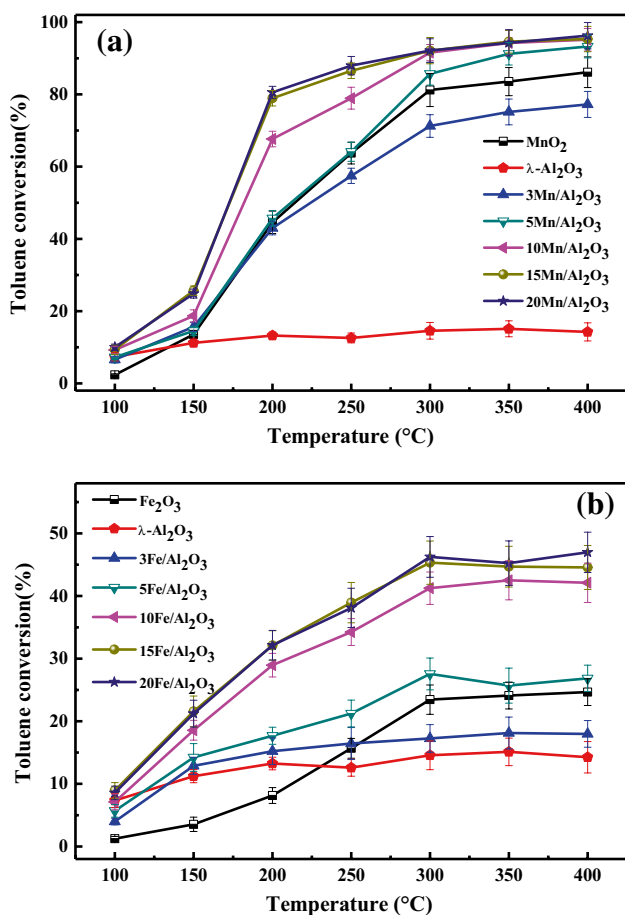 (a)
100
80
60
40
20
0
Toluene conversion(%)
MnO₂
λ-Al₂O₃
3Mn/Al₂O₃
5Mn/Al₂O₃
10Mn/Al₂O₃
15Mn/Al₂O₃
20Mn/Al₂O₃
100 150 200 250 300 350 400
Temperature (°C)
(b)
50
40
30
20
10
0
Toluene conversion(%)
Fe₂O₃
λ-Al₂O₃
3Fe/Al₂O₃
5Fe/Al₂O₃
10Fe/Al₂O₃
15Fe/Al₂O₃
20Fe/Al₂O₃
100 150 200 250 300 350 400
Temperature (°C)